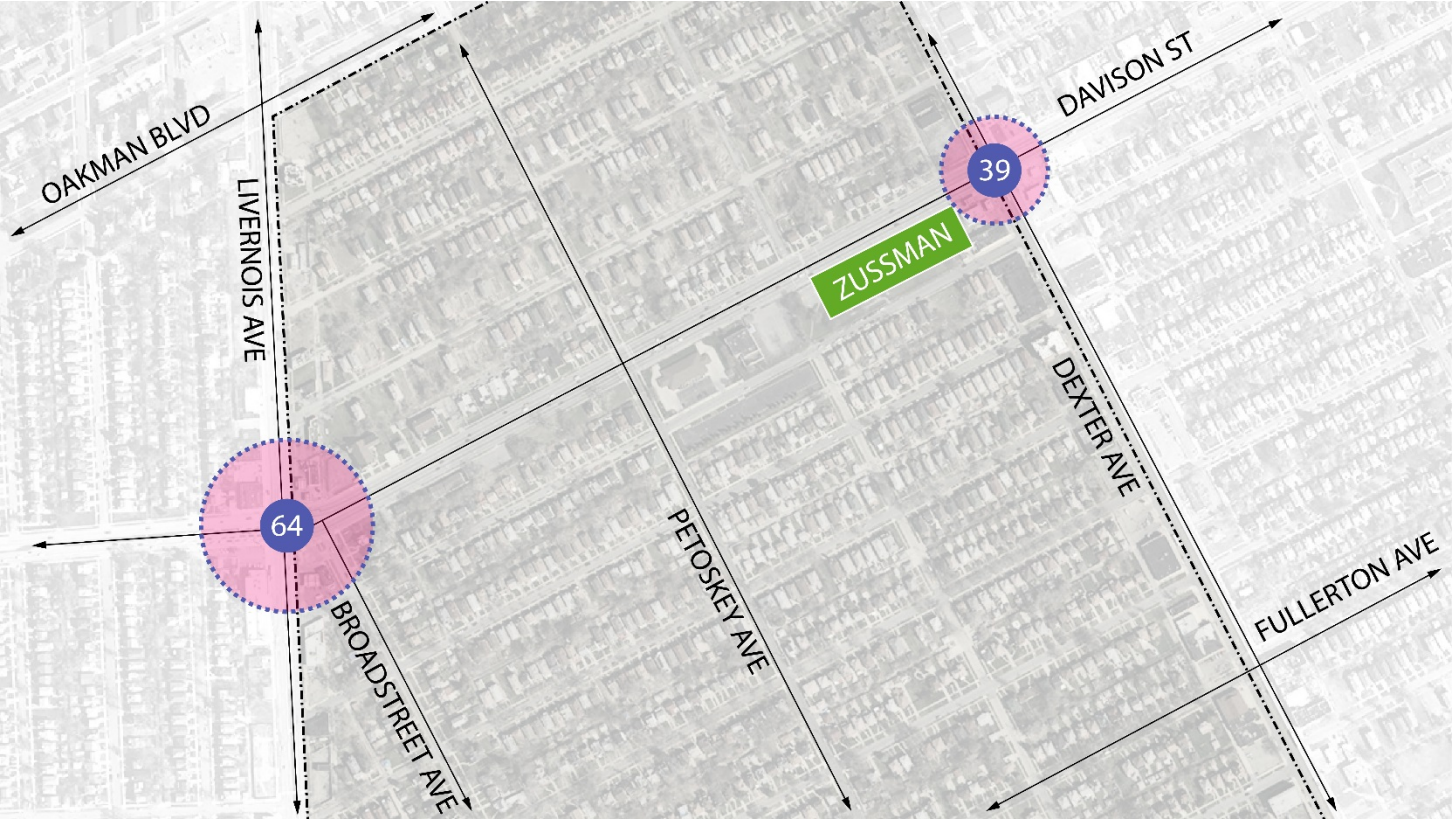 OAKMAN BLVD
DAVISON ST
LIVERNOIS AVE
39
ZUSSMAN
DEXTER AVE
64
PETOSKEY AVE
BROADSTREET AVE
FULLERTON AVE